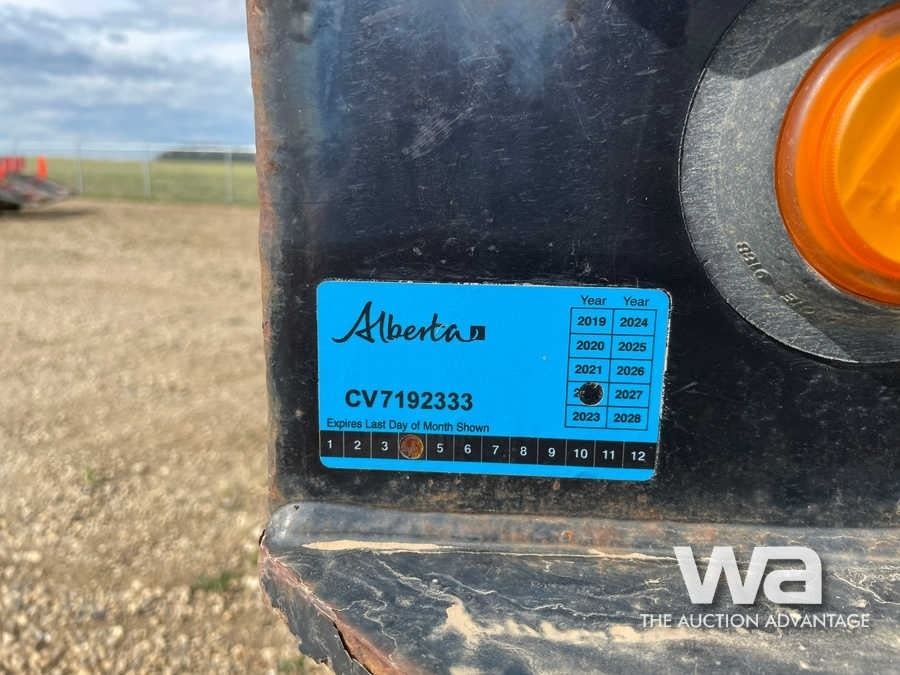 Alberta
Year Year
2019 2024
2020 2025
2021 2026
2027
2023 2028
CV7192333
Expires Last Day of Month Shown
1 2 3 5 6 7 8 9 10 11 12
wa
THE AUCTION ADVANTAGE